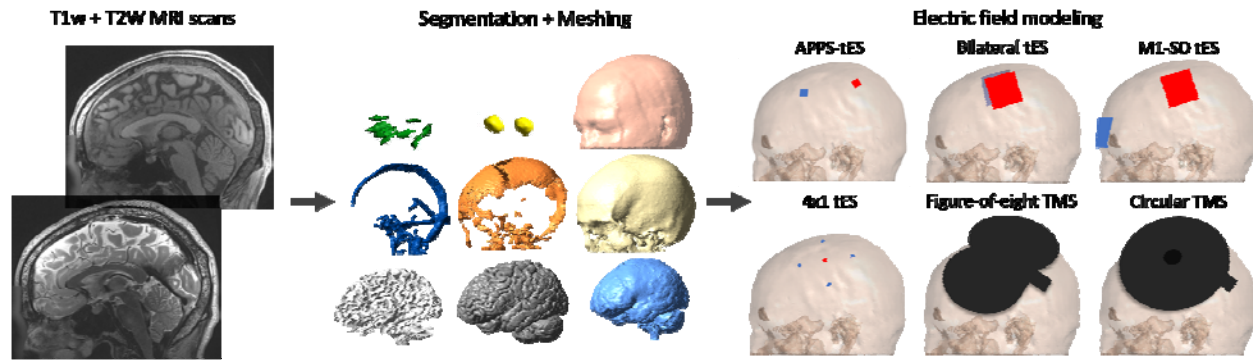 T1w + T2W MRI scans
Segmentation + Meshing
Electric field modeling
APPS-tES
Bilateral tES
M1-SO tES
4x1 tES
Figure-of-eight TMS
Circular TMS